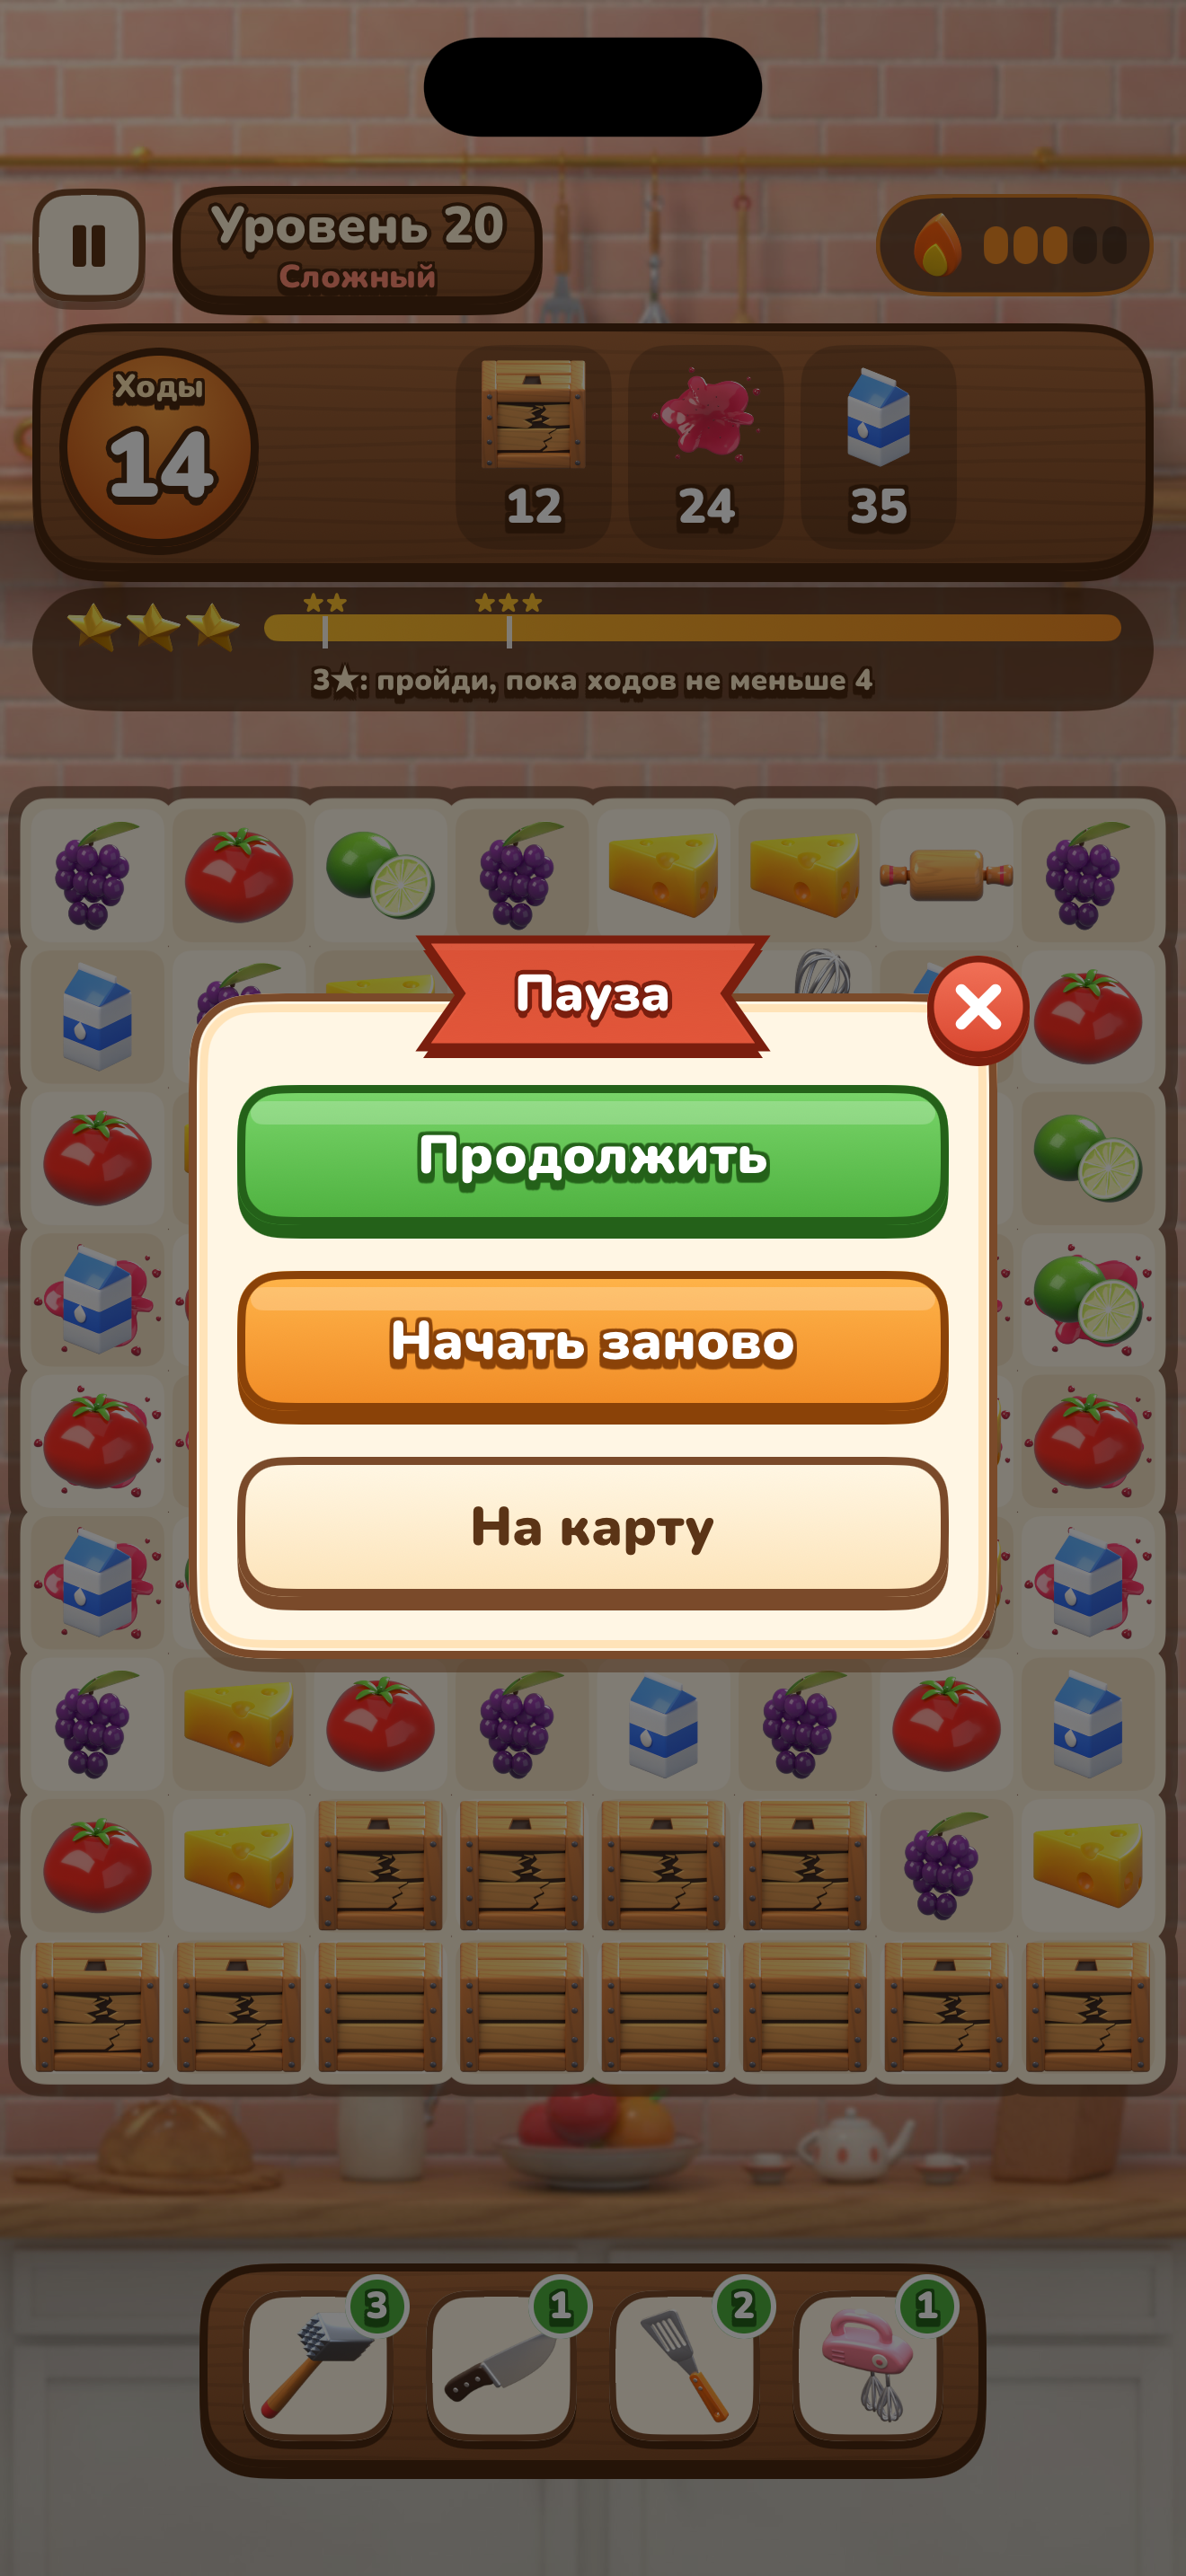 Уровень 20
Сложный
Ходы
14
12
24
35
3★: пройди, пока ходов не меньше 4
Пауза
Продолжить
Начать заново
На карту
3
1
2
1